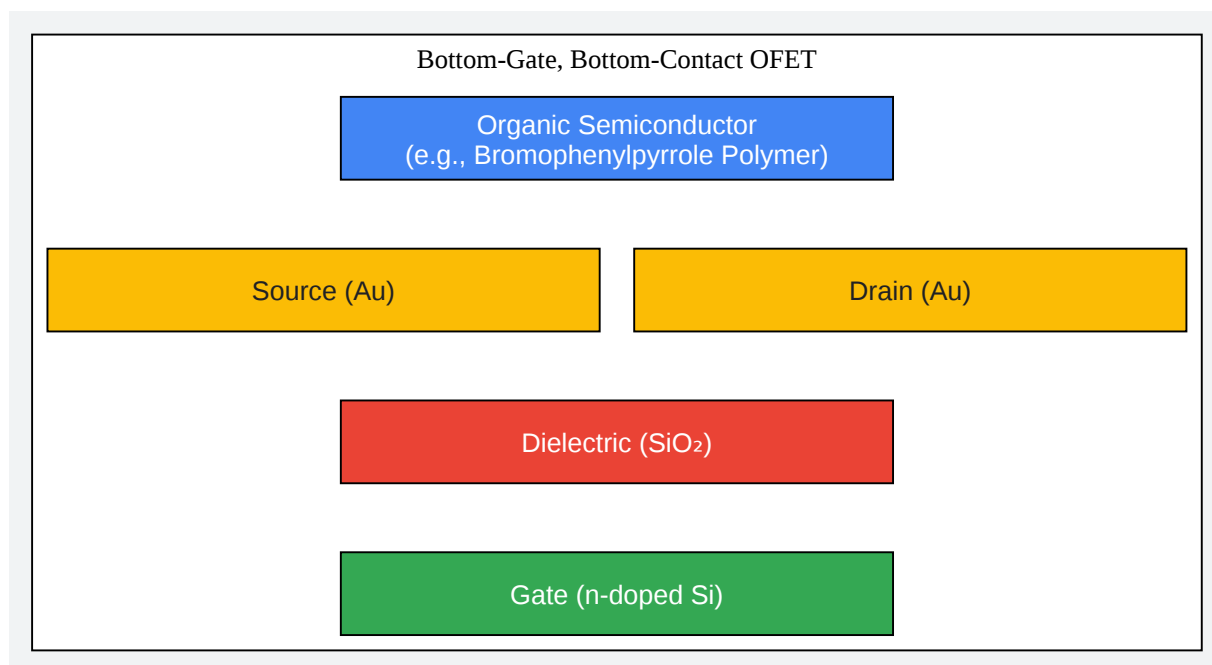 Bottom-Gate, Bottom-Contact OFET
Organic Semiconductor
(e.g., Bromophenylpyrrole Polymer)
Source (Au)
Drain (Au)
Dielectric (SiO₂)
Gate (n-doped Si)